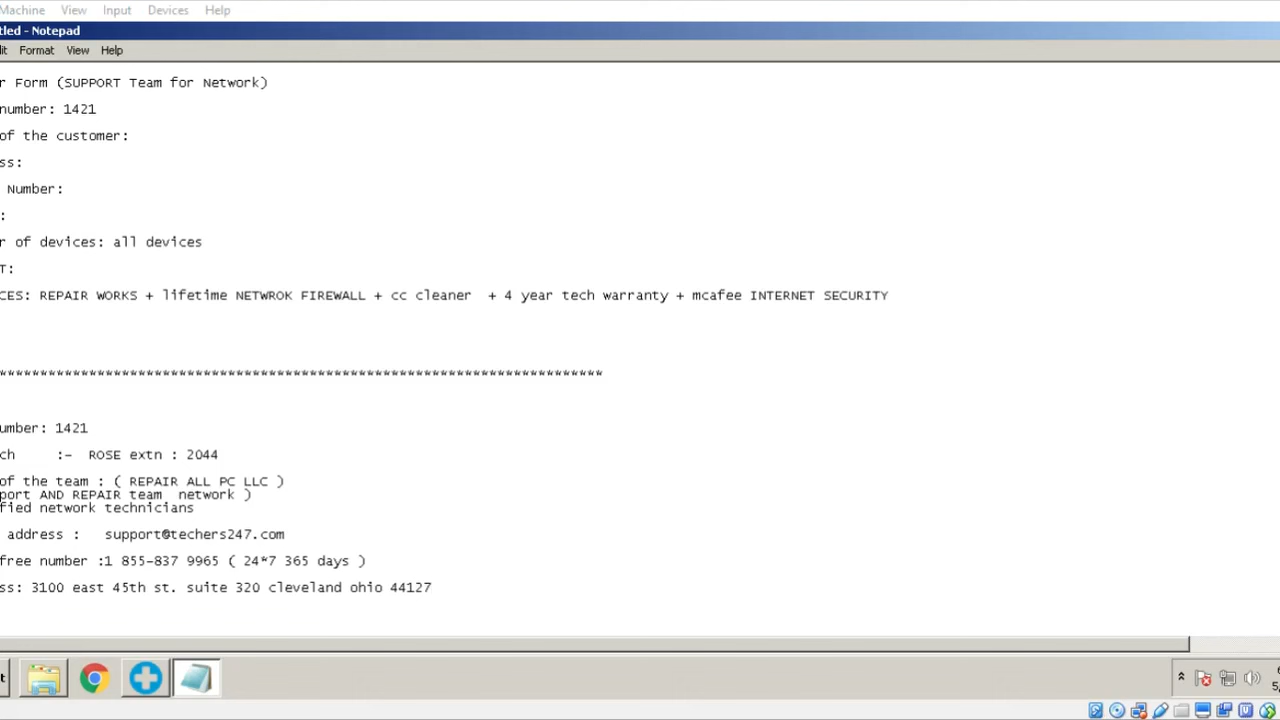 Machine View Input Devices Help
tled - Notepad
it Format View Help
r Form (SUPPORT Team for Network)
number: 1421
of the customer:
ss:
Number:
:
r of devices: all devices
T:
CES: REPAIR WORKS + lifetime NETWROK FIREWALL + cc cleaner + 4 year tech warranty + mcafee INTERNET SECURITY
**************************************************************************
umber: 1421
ch :- ROSE extn : 2044
of the team : ( REPAIR ALL PC LLC )
port AND REPAIR team network )
fied network technicians
address : support@techers247.com
free number :1 855-837 9965 ( 24*7 365 days )
ss: 3100 east 45th st. suite 320 cleveland ohio 44127
t